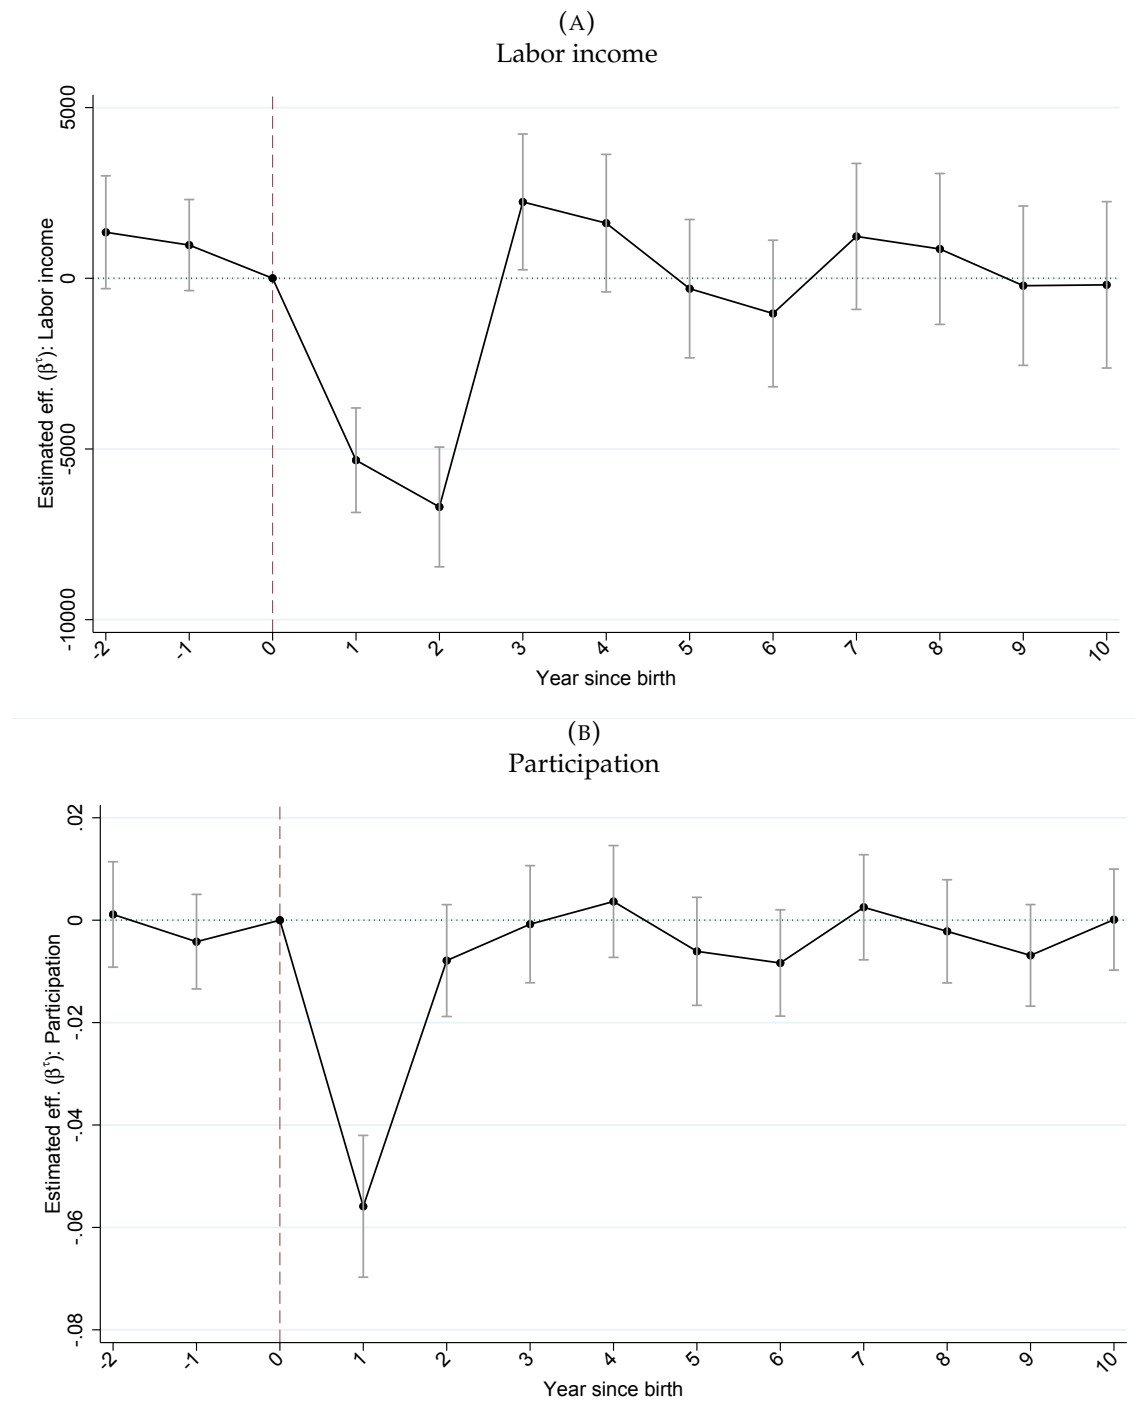 (A)
Labor income
Estimated eff. (βᵗ): Labor income
5000
0
-5000
-10000
-2 -1 0 1 2 3 4 5 6 7 8 9 10
Year since birth
(B)
Participation
Estimated eff. (βᵗ): Participation
.02
0
-.02
-.04
-.06
-.08
-2 -1 0 1 2 3 4 5 6 7 8 9 10
Year since birth